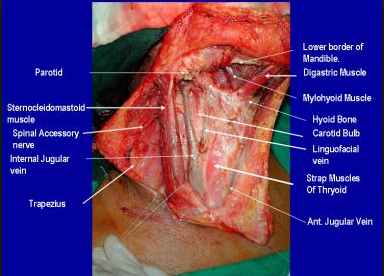 Lower border of
Mandible.
Parotid
Digastric Muscle
Mylohyoid Muscle
Sternocleidomastoid
muscle
Hyoid Bone
Spinal Accessory
nerve
Carotid Bulb
Linguofacial
vein
Internal Jugular
vein
Strap Muscles
Of Thryoid
Trapezius
Ant. Jugular Vein